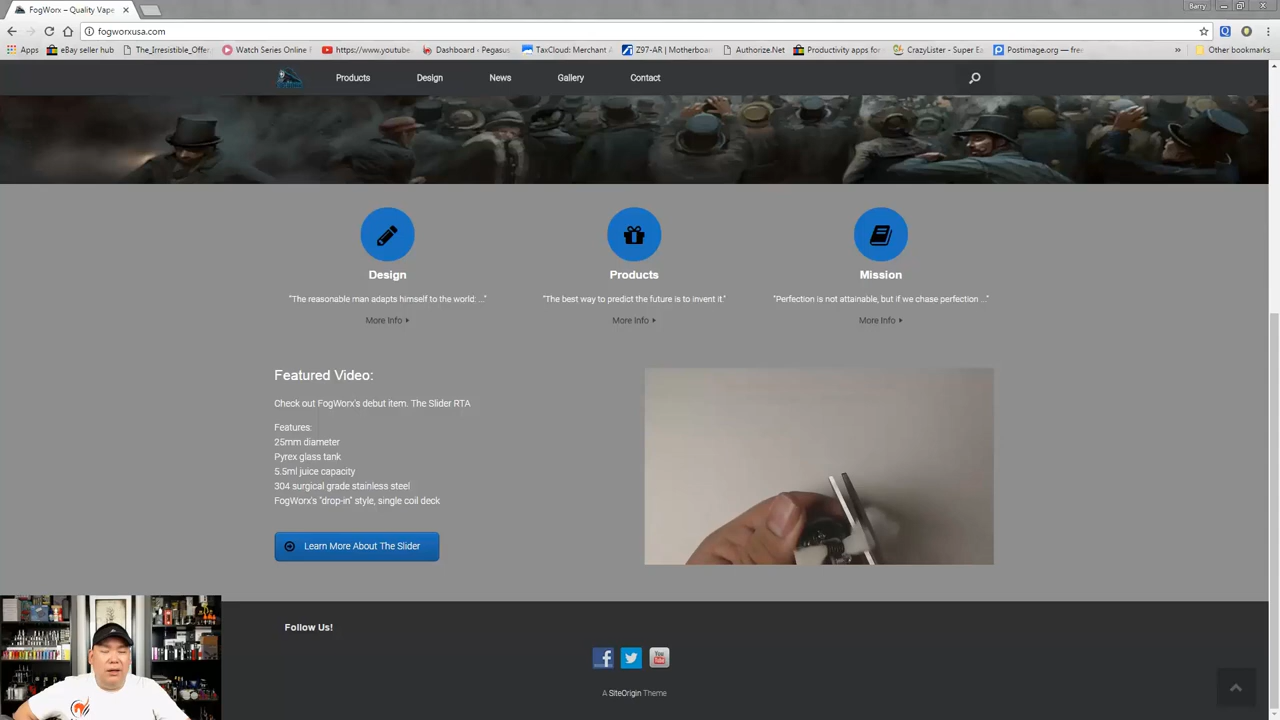 FogWorx – Quality Vape
Barry
fogworxusa.com
Apps
eBay seller hub
The_Irresistible_Offer
Watch Series Online F
https://www.youtube
Dashboard ‹ Pegasus
TaxCloud: Merchant A
Z97-AR | Motherboard
Authorize.Net
Productivity apps for
CrazyLister - Super Ea
Postimage.org — free
»
Other bookmarks
Products
Design
News
Gallery
Contact
Design
Products
Mission
"The reasonable man adapts himself to the world: ..."
"The best way to predict the future is to invent it."
"Perfection is not attainable, but if we chase perfection ..."
More Info
More Info
More Info
Featured Video:
Check out FogWorx's debut item. The Slider RTA
Features:
25mm diameter
Pyrex glass tank
5.5ml juice capacity
304 surgical grade stainless steel
FogWorx's "drop-in" style, single coil deck
Learn More About The Slider
Follow Us!
You
Tube
A SiteOrigin Theme